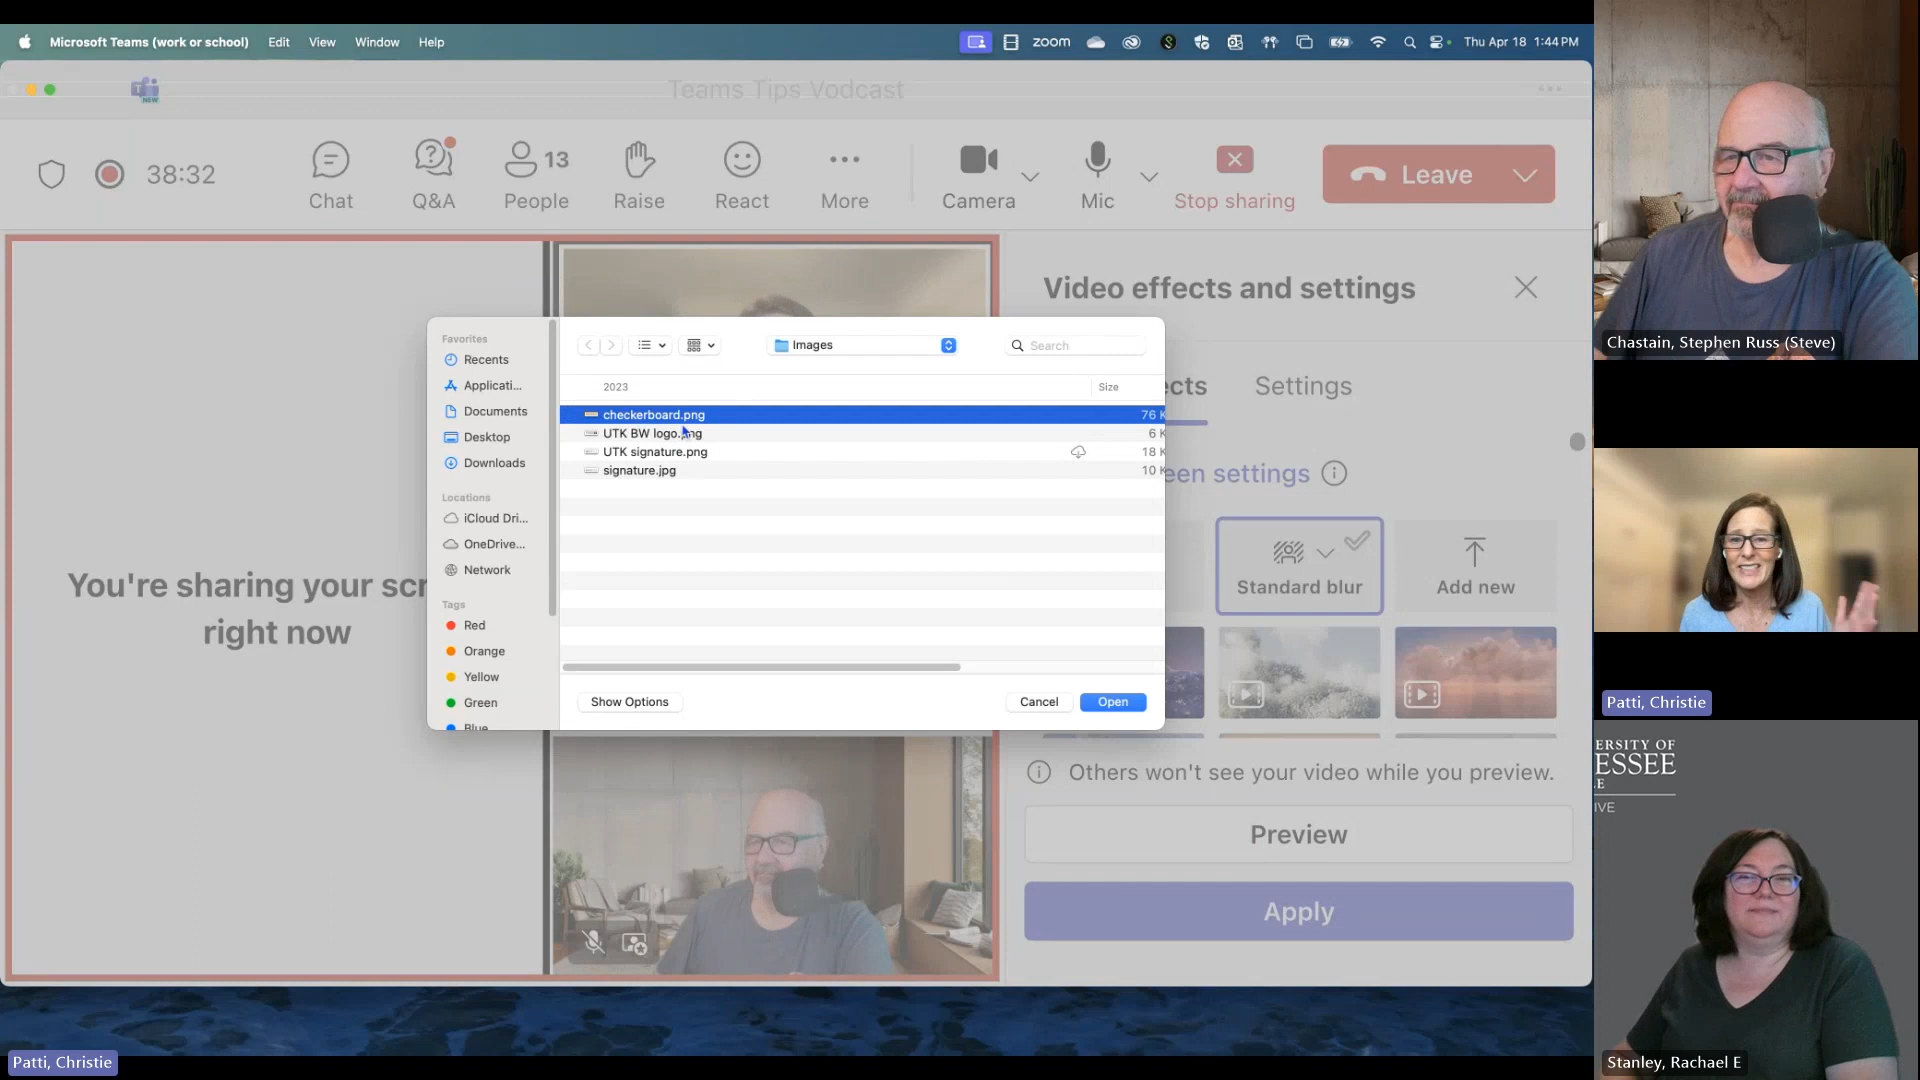 Microsoft Teams (work or school) Edit View Window Help
zoom
Thu Apr 18 1:44 PM
NEW
Teams Tips Vodcast
38:32
Chat
Q&A
13
People
Raise
React
More
Camera
Mic
Stop sharing
Leave
You're sharing your scr
right now
Favorites
Recents
Applicati...
Documents
Desktop
Downloads
Locations
iCloud Dri...
OneDrive...
Network
Tags
Red
Orange
Yellow
Green
Blue
Images
Search
2023
Size
checkerboard.png 76 K
UTK BW logo.png 6 K
UTK signature.png 18 K
signature.jpg 10 K
Show Options
Cancel
Open
Video effects and settings
cts
Settings
een settings
Standard blur
Add new
Others won't see your video while you preview.
Preview
Apply
Chastain, Stephen Russ (Steve)
Patti, Christie
ERSITY OF
ESSEE
LE
IVE
Stanley, Rachael E
Patti, Christie